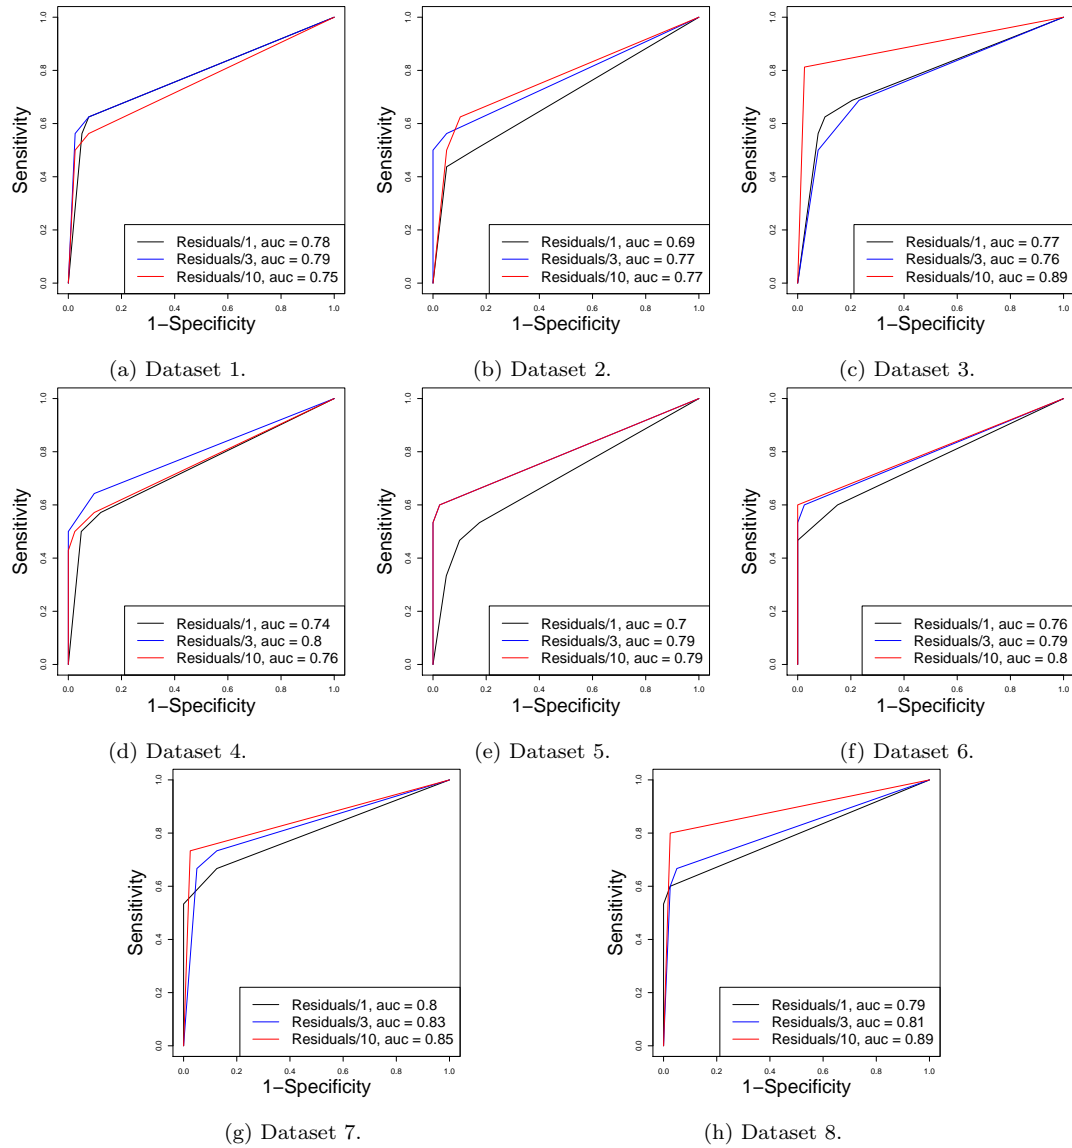 Sensitivity
0.0 0.2 0.4 0.6 0.8 1.0
Residuals/1, auc = 0.78
Residuals/3, auc = 0.79
Residuals/10, auc = 0.75
0.0 0.2 0.4 0.6 0.8 1.0
1−Specificity
(a) Dataset 1.
Sensitivity
0.0 0.2 0.4 0.6 0.8 1.0
Residuals/1, auc = 0.69
Residuals/3, auc = 0.77
Residuals/10, auc = 0.77
0.0 0.2 0.4 0.6 0.8 1.0
1−Specificity
(b) Dataset 2.
Sensitivity
0.0 0.2 0.4 0.6 0.8 1.0
Residuals/1, auc = 0.77
Residuals/3, auc = 0.76
Residuals/10, auc = 0.89
0.0 0.2 0.4 0.6 0.8 1.0
1−Specificity
(c) Dataset 3.
Sensitivity
0.0 0.2 0.4 0.6 0.8 1.0
Residuals/1, auc = 0.74
Residuals/3, auc = 0.8
Residuals/10, auc = 0.76
0.0 0.2 0.4 0.6 0.8 1.0
1−Specificity
(d) Dataset 4.
Sensitivity
0.0 0.2 0.4 0.6 0.8 1.0
Residuals/1, auc = 0.7
Residuals/3, auc = 0.79
Residuals/10, auc = 0.79
0.0 0.2 0.4 0.6 0.8 1.0
1−Specificity
(e) Dataset 5.
Sensitivity
0.0 0.2 0.4 0.6 0.8 1.0
Residuals/1, auc = 0.76
Residuals/3, auc = 0.79
Residuals/10, auc = 0.8
0.0 0.2 0.4 0.6 0.8 1.0
1−Specificity
(f) Dataset 6.
Sensitivity
0.0 0.2 0.4 0.6 0.8 1.0
Residuals/1, auc = 0.8
Residuals/3, auc = 0.83
Residuals/10, auc = 0.85
0.0 0.2 0.4 0.6 0.8 1.0
1−Specificity
(g) Dataset 7.
Sensitivity
0.0 0.2 0.4 0.6 0.8 1.0
Residuals/1, auc = 0.79
Residuals/3, auc = 0.81
Residuals/10, auc = 0.89
0.0 0.2 0.4 0.6 0.8 1.0
1−Specificity
(h) Dataset 8.